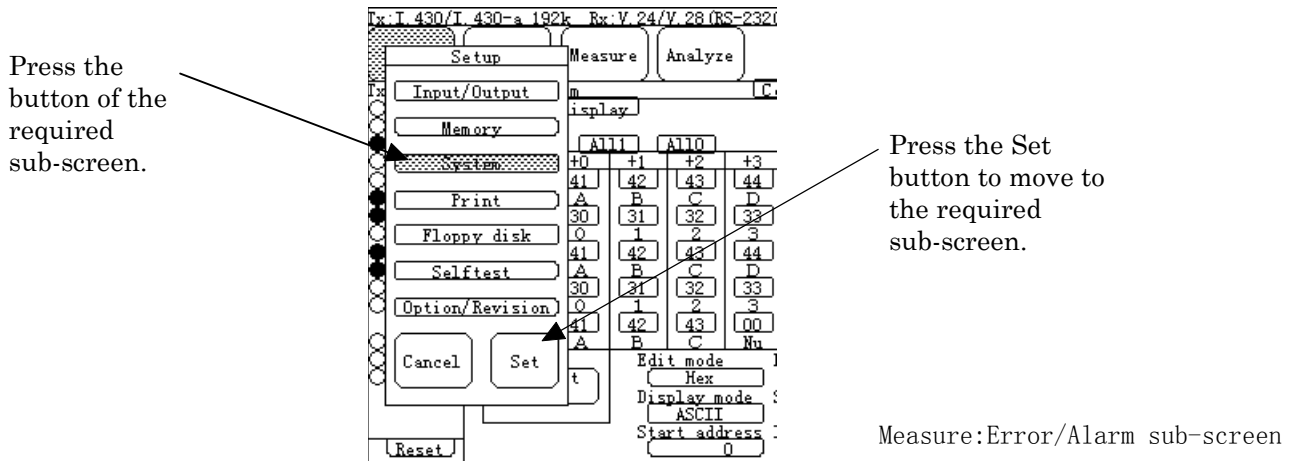 Tx:I.430/I.430-a 192k Rx:V.24/V.28(RS-232
Press the
button of the
required
sub-screen.
Setup
Measure
Analyze
Input/Output
Memory
System
Print
Floppy disk
Selftest
Option/Revision
Cancel
Set
Tx
isplay
All1 All0
+0 +1 +2 +3
41 42 43 44
A B C D
30 31 32 33
0 1 2 3
41 42 43 44
A B C D
30 31 32 33
0 1 2 3
41 42 43 00
A B C Nu
Edit mode
Hex
Display mode
ASCII
Start address
0
Reset
Press the Set
button to move to
the required
sub-screen.
Measure:Error/Alarm sub-screen